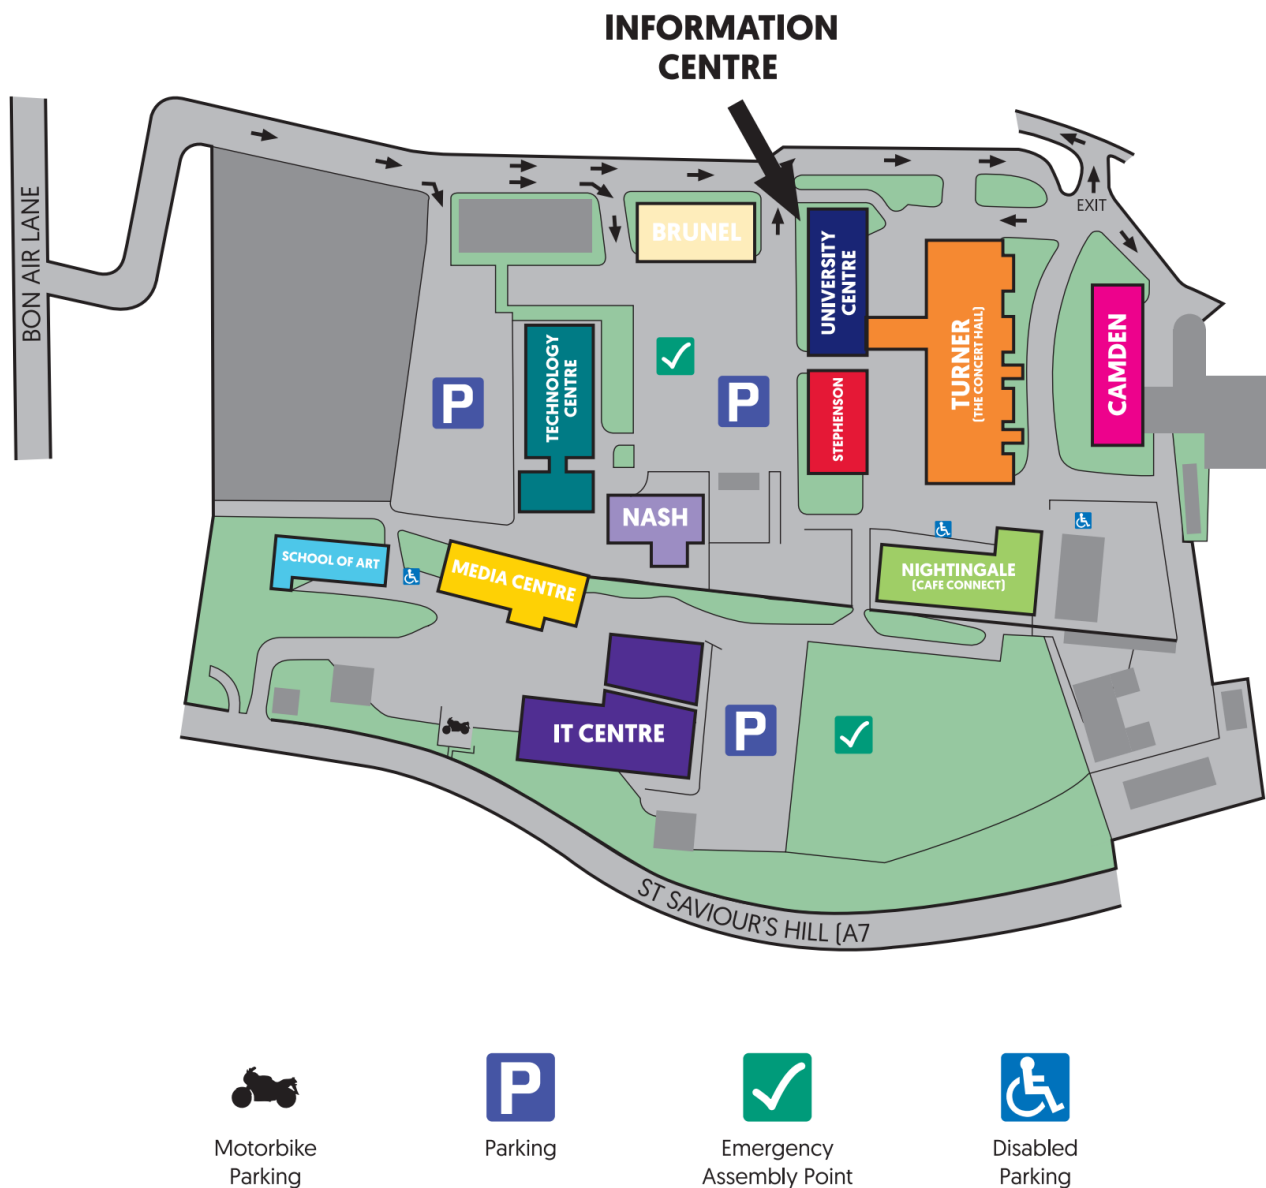 INFORMATION
CENTRE
BON AIR LANE
EXIT
BRUNEL
UNIVERSITY
CENTRE
TURNER
(THE CONCERT HALL)
CAMDEN
TECHNOLOGY
CENTRE
P
P
STEPHENSON
NASH
SCHOOL OF ART
MEDIA CENTRE
NIGHTINGALE
(CAFE CONNECT)
IT CENTRE
P
ST SAVIOUR'S HILL (A7
P
Motorbike
Parking
Parking
Emergency
Assembly Point
Disabled
Parking